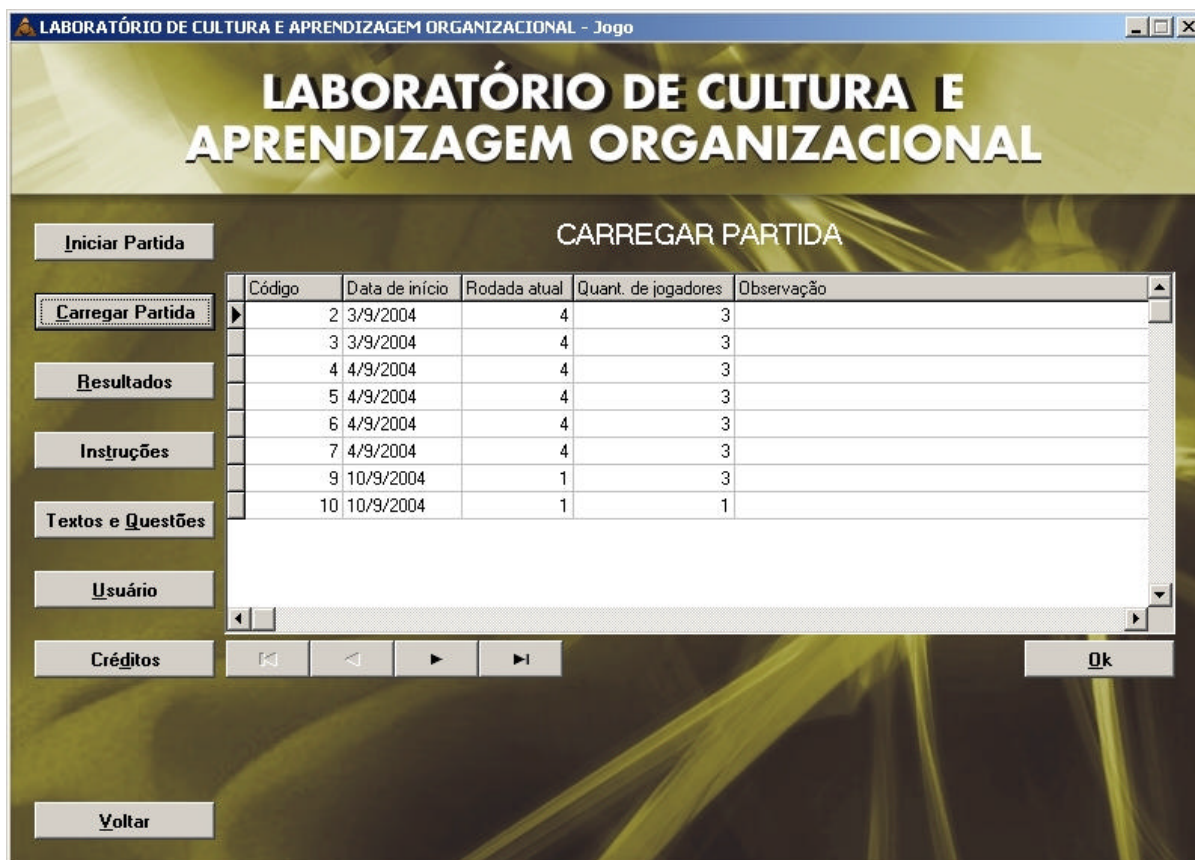 LABORATÓRIO DE CULTURA E APRENDIZAGEM ORGANIZACIONAL - Jogo
LABORATÓRIO DE CULTURA E
APRENDIZAGEM ORGANIZACIONAL
CARREGAR PARTIDA
Iniciar Partida
Carregar Partida
Resultados
Instruções
Textos e Questões
Usuário
Créditos
Voltar
Código Data de início Rodada atual Quant. de jogadores Observação
2 3/9/2004 4 3
3 3/9/2004 4 3
4 4/9/2004 4 3
5 4/9/2004 4 3
6 4/9/2004 4 3
7 4/9/2004 4 3
9 10/9/2004 1 3
10 10/9/2004 1 1
Ok